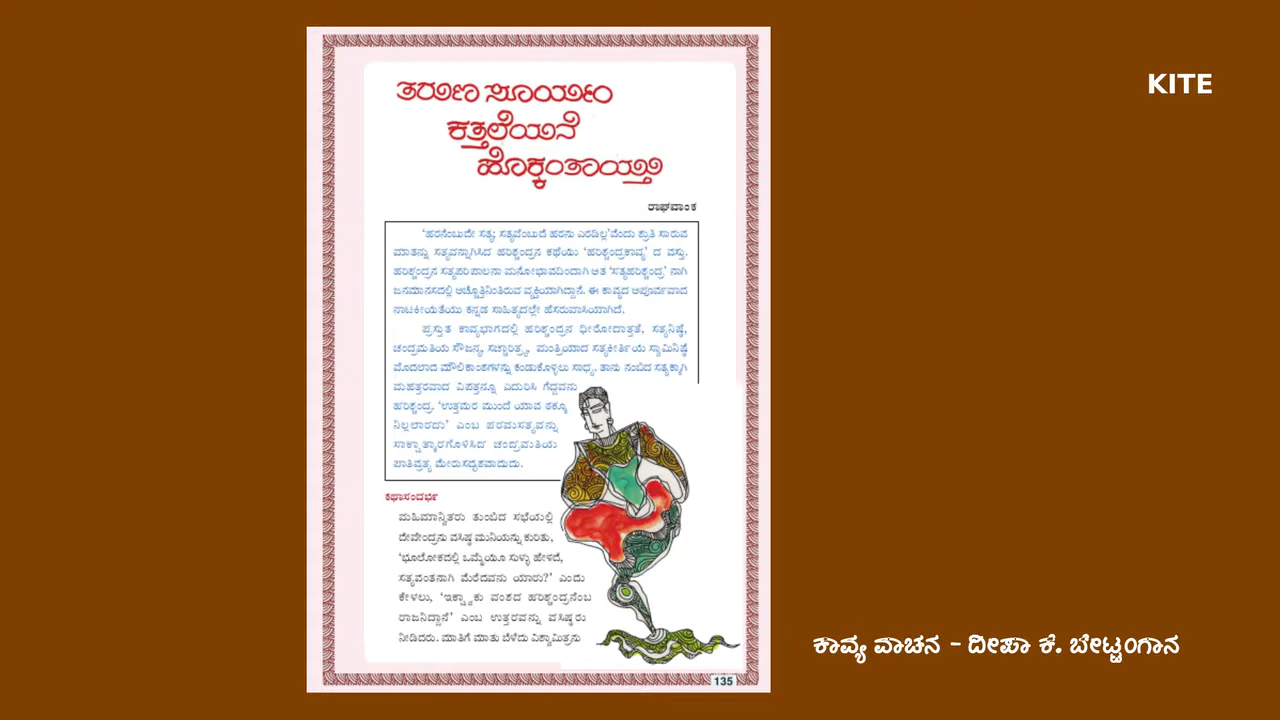 KITE
ತರುಣ ಸೂರ್ಯಂ
ಕತ್ತಲೆಯನೆ
ಹೊಕ್ಕಂತಾಯ್ತು
ರಾಘವಾಂಕ
'ಹರನೆಂಬುದೇ ಸತ್ಯ; ಸತ್ಯವೆಂಬುದೆ ಹರನು ಎರಡಿಲ್ಲ'ವೆಂದು ಶ್ರುತಿ ಸಾರುವ
ಮಾತನ್ನು ಸತ್ಯವನ್ನಾಗಿಸಿದ ಹರಿಶ್ಚಂದ್ರನ ಕಥೆಯು 'ಹರಿಶ್ಚಂದ್ರಕಾವ್ಯ' ದ ವಸ್ತು.
ಹರಿಶ್ಚಂದ್ರನ ಸತ್ಯಪರಿಪಾಲನಾ ಮನೋಭಾವದಿಂದಾಗಿ ಆತ 'ಸತ್ಯಹರಿಶ್ಚಂದ್ರ' ನಾಗಿ
ಜನಮಾನಸದಲ್ಲಿ ಅಚ್ಚೊತ್ತಿನಿಂತಿರುವ ವ್ಯಕ್ತಿಯಾಗಿದ್ದಾನೆ. ಈ ಕಾವ್ಯದ ಅಪೂರ್ವವಾದ
ನಾಟಕೀಯತೆಯು ಕನ್ನಡ ಸಾಹಿತ್ಯದಲ್ಲೇ ಹೆಸರುವಾಸಿಯಾಗಿದೆ.
ಪ್ರಸ್ತುತ ಕಾವ್ಯಭಾಗದಲ್ಲಿ ಹರಿಶ್ಚಂದ್ರನ ಧೀರೋದಾತ್ತತೆ, ಸತ್ಯನಿಷ್ಠೆ,
ಚಂದ್ರಮತಿಯ ಸೌಜನ್ಯ, ಸಚ್ಚಾರಿತ್ರ್ಯ, ಮಂತ್ರಿಯಾದ ಸತ್ಯಕೀರ್ತಿಯ ಸ್ವಾಮಿನಿಷ್ಠೆ
ಮೊದಲಾದ ಮೌಲಿಕಾಂಶಗಳನ್ನು ಕಂಡುಕೊಳ್ಳಲು ಸಾಧ್ಯ. ತಾನು ನಂಬಿದ ಸತ್ಯಕ್ಕಾಗಿ
ಮಹತ್ತರವಾದ ವಿಪತ್ತನ್ನೂ ಎದುರಿಸಿ ಗೆದ್ದವನು
ಹರಿಶ್ಚಂದ್ರ. 'ಉತ್ತಮರ ಮುಂದೆ ಯಾವ ಶಕ್ತಿಯೂ
ನಿಲ್ಲಲಾರದು' ಎಂಬ ಪರಮಸತ್ಯವನ್ನು
ಸಾಕ್ಷಾತ್ಕಾರಗೊಳಿಸಿದ ಚಂದ್ರಮತಿಯ
ಪಾತಿವ್ರತ್ಯ ಮೇರುಸದೃಶವಾದುದು.
ಕಥಾಸಂದರ್ಭ
ಮಹಿಮಾನ್ವಿತರು ತುಂಬಿದ ಸಭೆಯಲ್ಲಿ
ದೇವೇಂದ್ರನು ವಸಿಷ್ಠ ಮುನಿಯನ್ನು ಕುರಿತು,
'ಭೂಲೋಕದಲ್ಲಿ ಒಮ್ಮೆಯೂ ಸುಳ್ಳು ಹೇಳದೆ,
ಸತ್ಯವಂತನಾಗಿ ಮೆರೆದವನು ಯಾರು?' ಎಂದು
ಕೇಳಲು, 'ಇಕ್ಷ್ವಾಕು ವಂಶದ ಹರಿಶ್ಚಂದ್ರನೆಂಬ
ರಾಜನಿದ್ದಾನೆ' ಎಂಬ ಉತ್ತರವನ್ನು ವಸಿಷ್ಠರು
ನೀಡಿದರು. ಮಾತಿಗೆ ಮಾತು ಬೆಳೆದು ವಿಶ್ವಾಮಿತ್ರನು
135
ಕಾವ್ಯ ವಾಚನ - ದೀಪಾ ಕೆ. ಬೇಟ್ಟಂಗಾನ